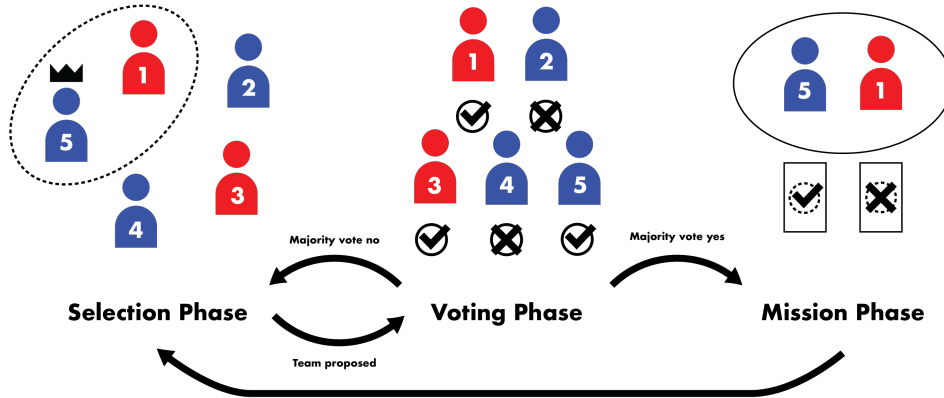 1
2
5
3
4
1
2
3
4
5
5
1
Majority vote no
Majority vote yes
Selection Phase
Voting Phase
Mission Phase
Team proposed